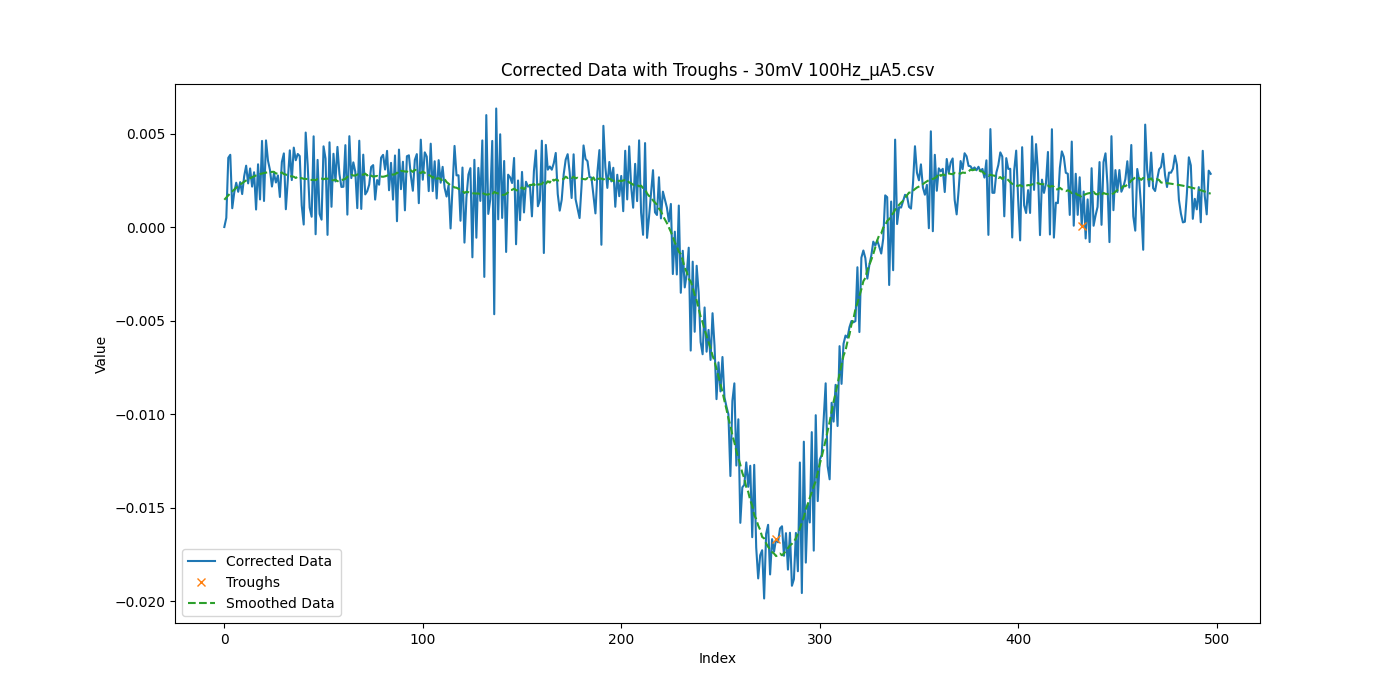 Corrected Data with Troughs - 30mV 100Hz_µA5.csv
0.005
0.000
−0.005
−0.010
−0.015
−0.020
Value
Corrected Data
Troughs
Smoothed Data
0
100
200
300
400
500
Index